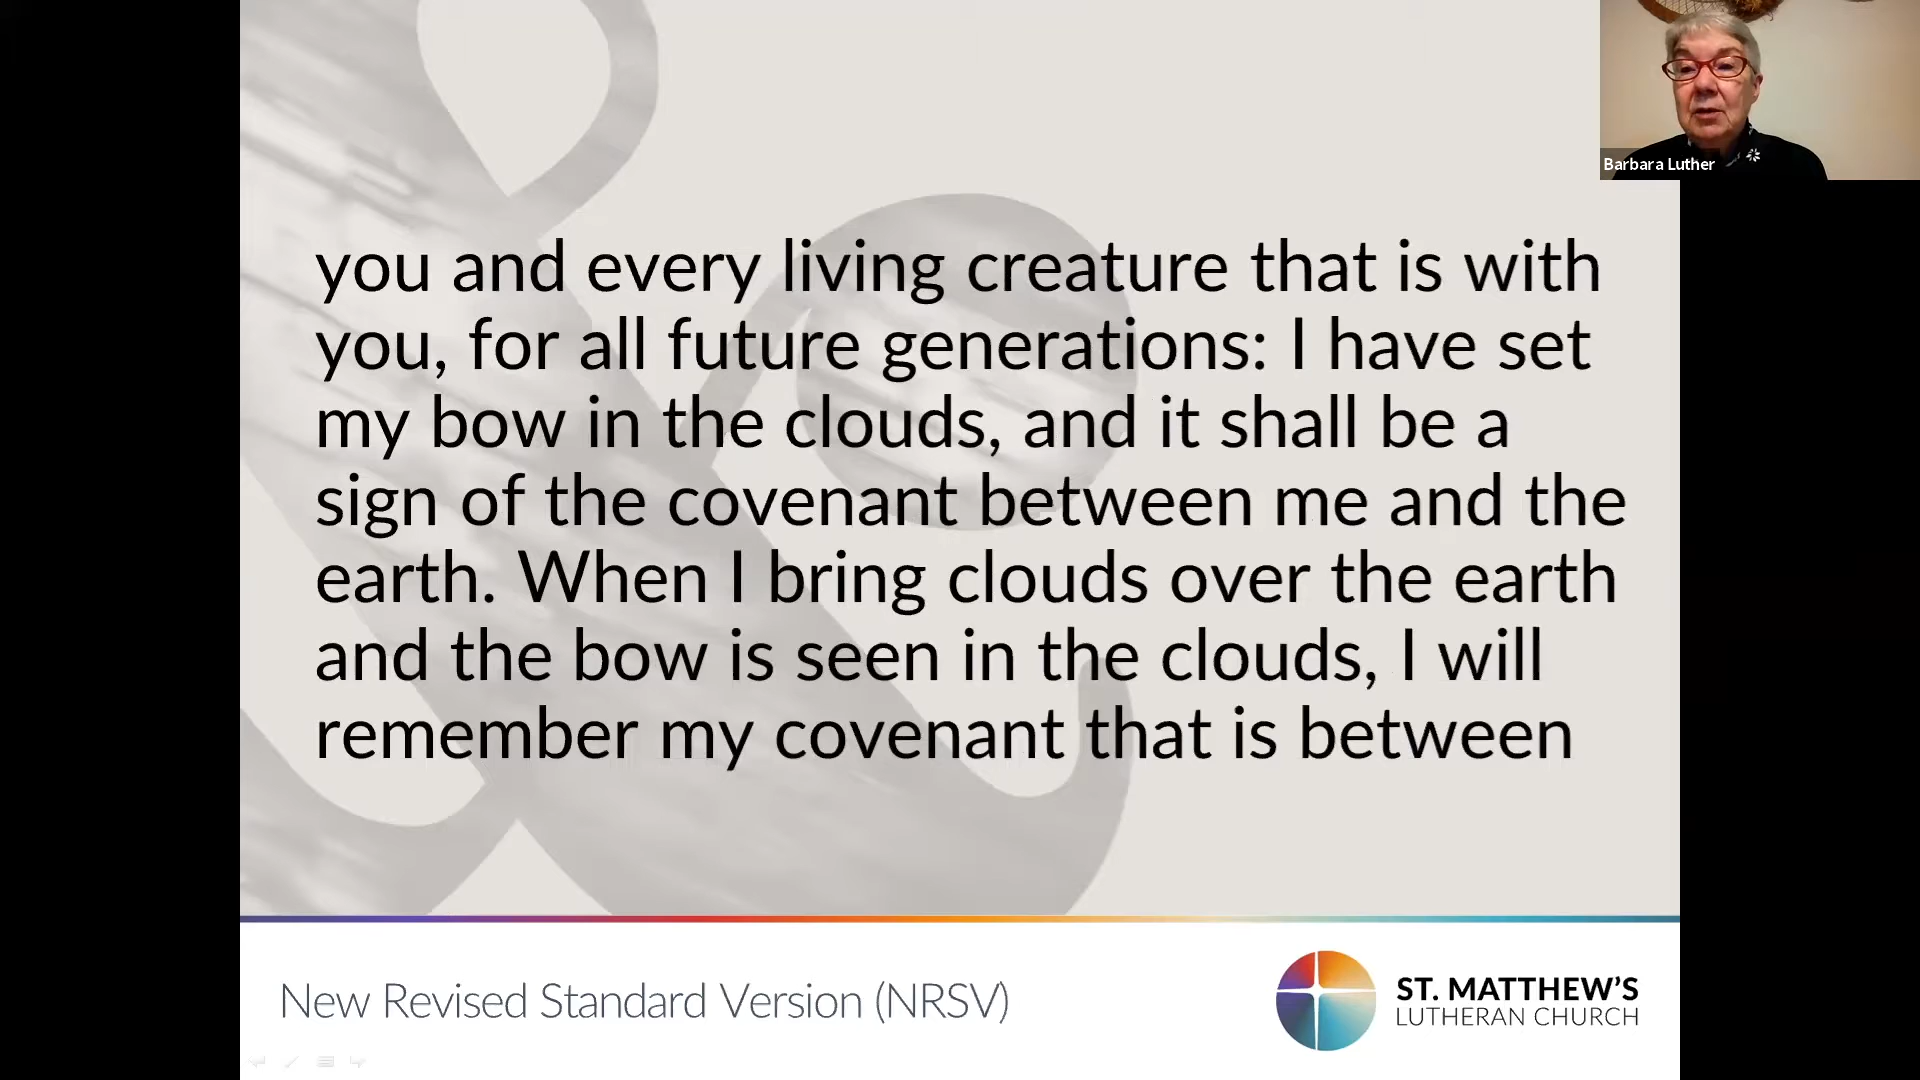 Barbara Luther
you and every living creature that is with
you, for all future generations: I have set
my bow in the clouds, and it shall be a
sign of the covenant between me and the
earth. When I bring clouds over the earth
and the bow is seen in the clouds, I will
remember my covenant that is between
New Revised Standard Version (NRSV)
ST. MATTHEW'S
LUTHERAN CHURCH